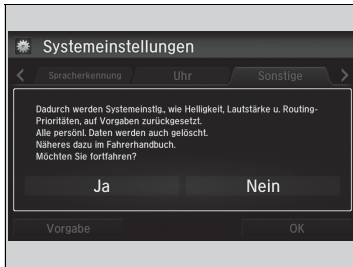 Systemeinstellungen
Spracherkennung Uhr Sonstige
Dadurch werden Systemeinstlg., wie Helligkeit, Lautstärke u. Routing-
Prioritäten, auf Vorgaben zurückgesetzt.
Alle persönl. Daten werden auch gelöscht.
Näheres dazu im Fahrerhandbuch.
Möchten Sie fortfahren?
Ja Nein
Vorgabe OK